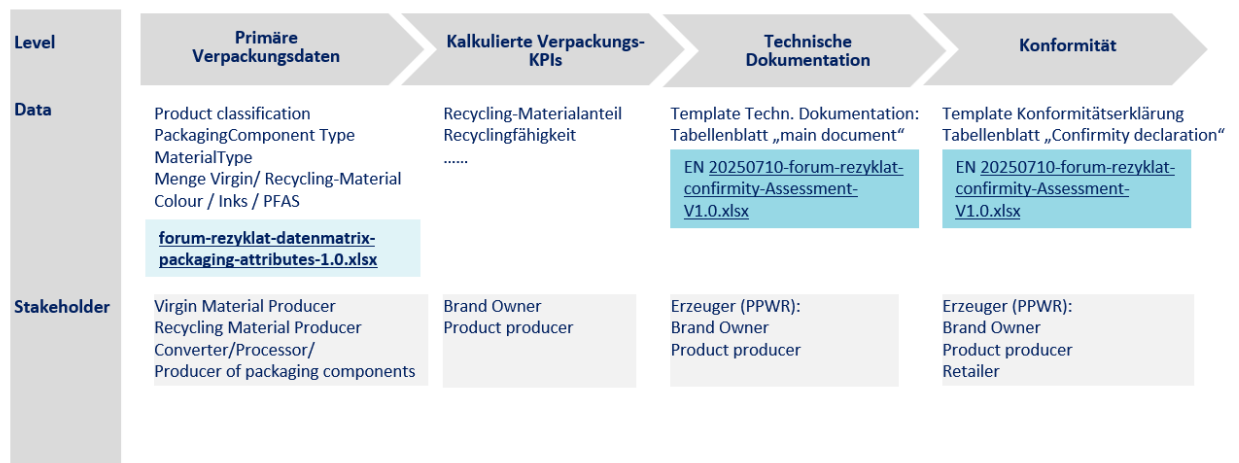 Level
Primäre
Verpackungsdaten
Kalkulierte Verpackungs-
KPIs
Technische
Dokumentation
Konformität
Data
Product classification
PackagingComponent Type
MaterialType
Menge Virgin/ Recycling-Material
Colour / Inks / PFAS
forum-rezyklat-datenmatrix-
packaging-attributes-1.0.xlsx
Recycling-Materialanteil
Recyclingfähigkeit
......
Template Techn. Dokumentation:
Tabellenblatt „main document“
EN 20250710-forum-rezyklat-
confirmity-Assessment-
V1.0.xlsx
Template Konformitätserklärung
Tabellenblatt „Confirmity declaration“
EN 20250710-forum-rezyklat-
confirmity-Assessment-
V1.0.xlsx
Stakeholder
Virgin Material Producer
Recycling Material Producer
Converter/Processor/
Producer of packaging components
Brand Owner
Product producer
Erzeuger (PPWR):
Brand Owner
Product producer
Erzeuger (PPWR):
Brand Owner
Product producer
Retailer